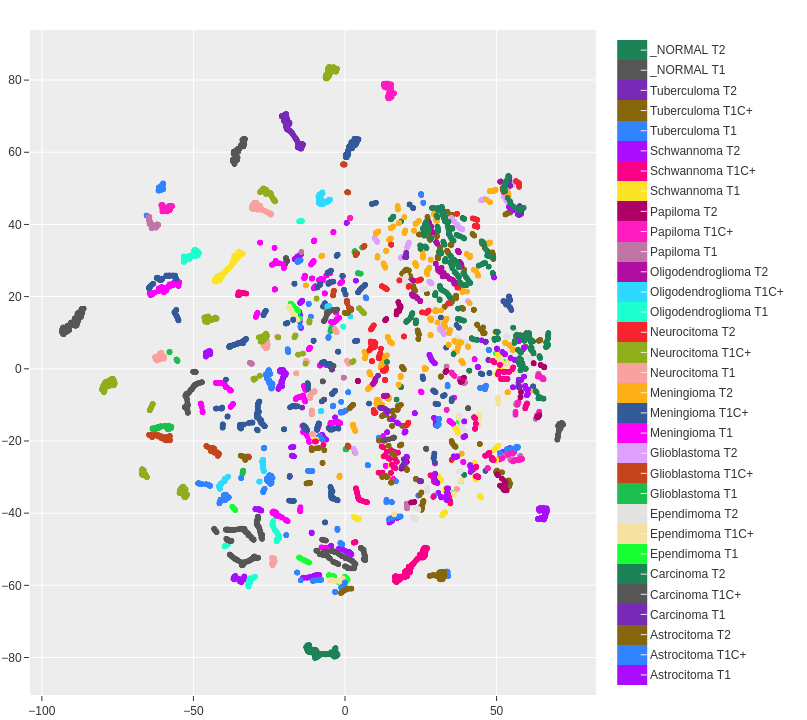 80
60
40
20
0
−20
−40
−60
−80
−100
−50
0
50
_NORMAL T2
_NORMAL T1
Tuberculoma T2
Tuberculoma T1C+
Tuberculoma T1
Schwannoma T2
Schwannoma T1C+
Schwannoma T1
Papiloma T2
Papiloma T1C+
Papiloma T1
Oligodendroglioma T2
Oligodendroglioma T1C+
Oligodendroglioma T1
Neurocitoma T2
Neurocitoma T1C+
Neurocitoma T1
Meningioma T2
Meningioma T1C+
Meningioma T1
Glioblastoma T2
Glioblastoma T1C+
Glioblastoma T1
Ependimoma T2
Ependimoma T1C+
Ependimoma T1
Carcinoma T2
Carcinoma T1C+
Carcinoma T1
Astrocitoma T2
Astrocitoma T1C+
Astrocitoma T1